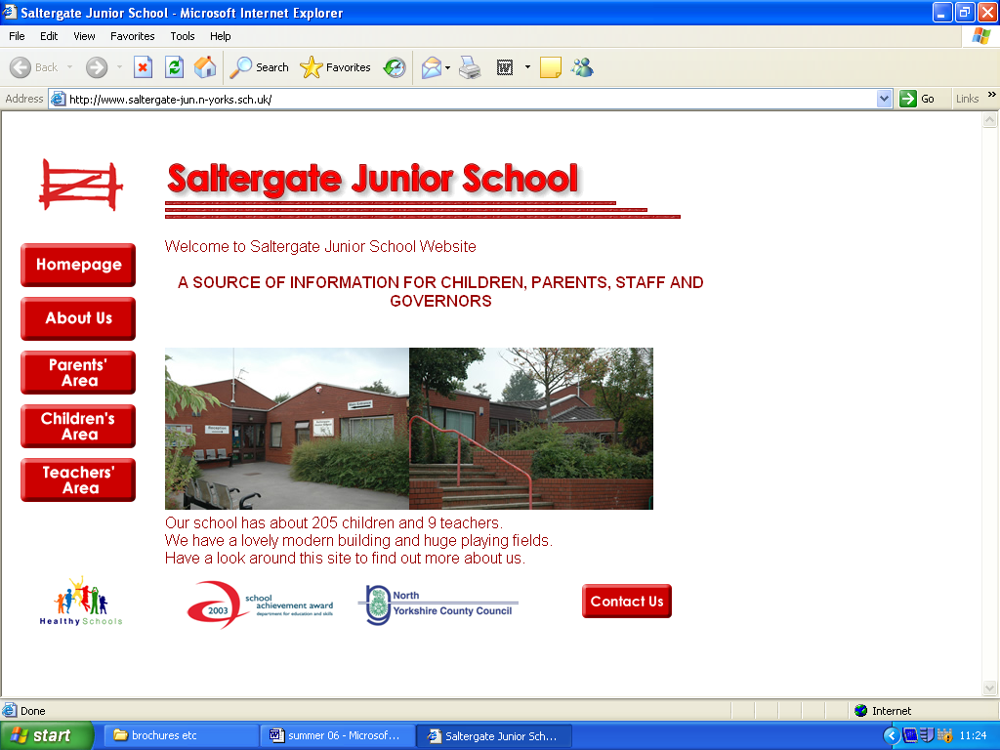 Saltergate Junior School - Microsoft Internet Explorer
File Edit View Favorites Tools Help
Back Search Favorites
Address http://www.saltergate-jun.n-yorks.sch.uk/ Go Links »
Saltergate Junior School
Welcome to Saltergate Junior School Website
A SOURCE OF INFORMATION FOR CHILDREN, PARENTS, STAFF AND
GOVERNORS
Homepage
About Us
Parents'
Area
Children's
Area
Teachers'
Area
Reception
Main Entrance
Our school has about 205 children and 9 teachers.
We have a lovely modern building and huge playing fields.
Have a look around this site to find out more about us.
Healthy Schools
2003
school
achievement award
department for education and skills
North
Yorkshire County Council
Contact Us
Done Internet
start brochures etc summer 06 - Microsof... Saltergate Junior Sch... 11:24